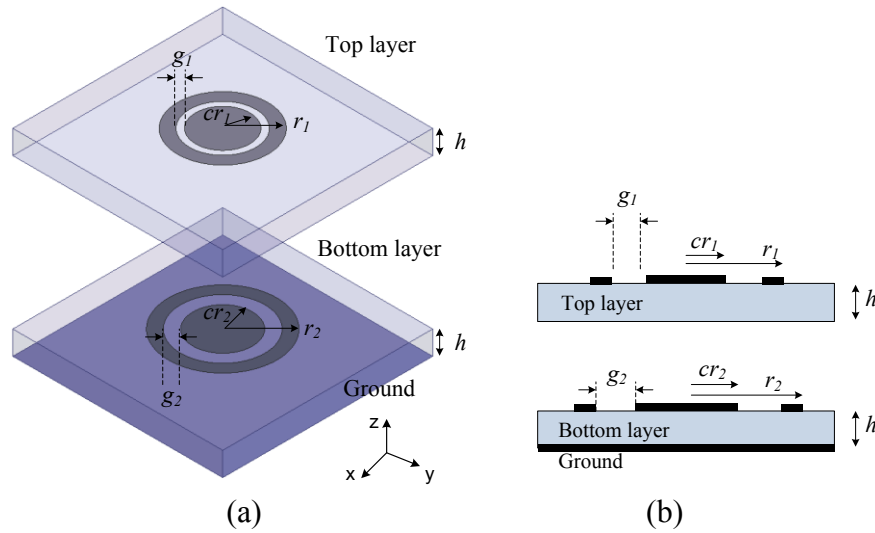 Top layer
g1
cr1
r1
h
Bottom layer
cr2
r2
h
g2
Ground
z
x
y
(a)
g1
cr1
r1
Top layer
h
g2
cr2
r2
Bottom layer
h
Ground
(b)